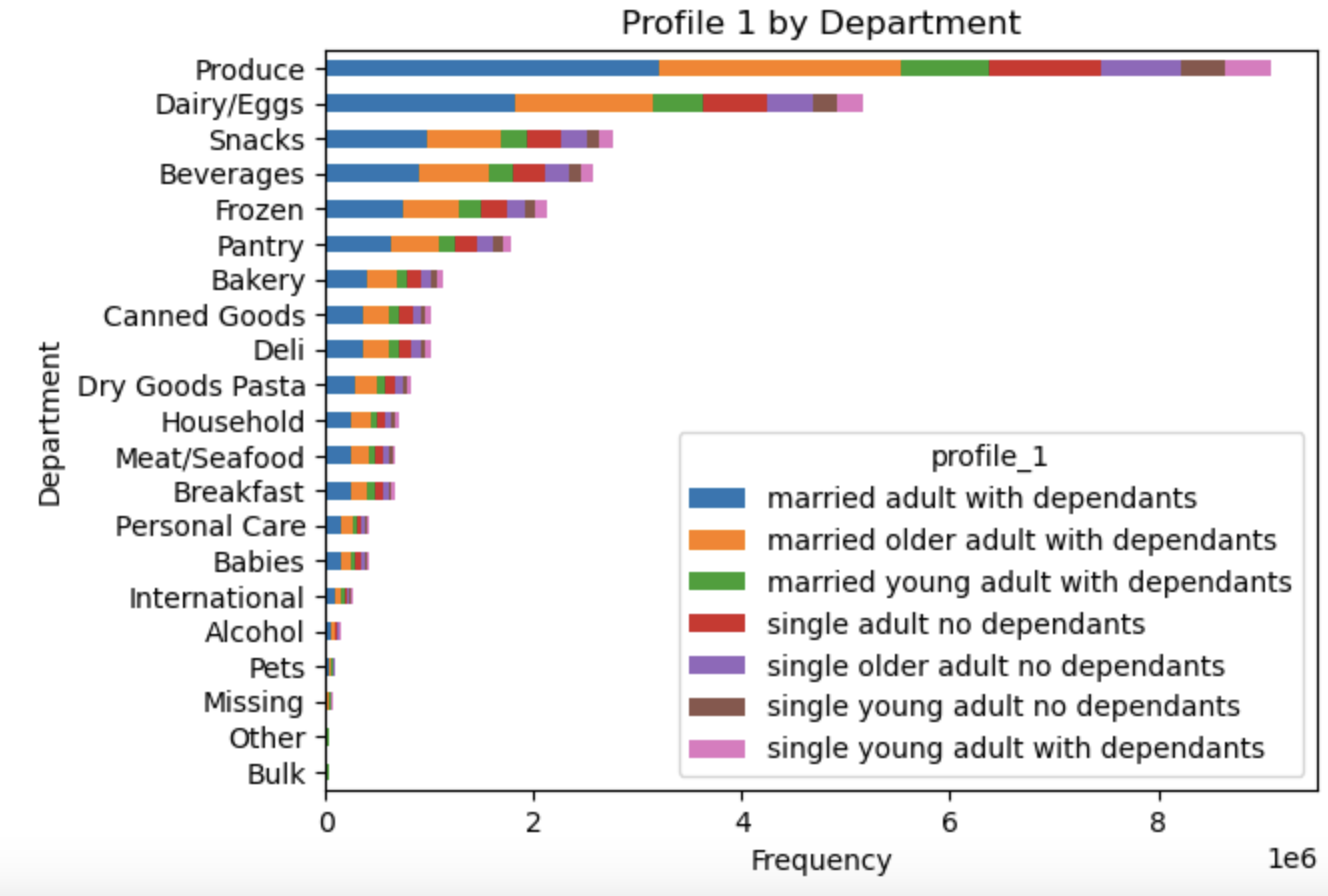 Profile 1 by Department
Department
Produce
Dairy/Eggs
Snacks
Beverages
Frozen
Pantry
Bakery
Canned Goods
Deli
Dry Goods Pasta
Household
Meat/Seafood
Breakfast
Personal Care
Babies
International
Alcohol
Pets
Missing
Other
Bulk
profile_1
married adult with dependants
married older adult with dependants
married young adult with dependants
single adult no dependants
single older adult no dependants
single young adult no dependants
single young adult with dependants
0 2 4 6 8
Frequency
1e6